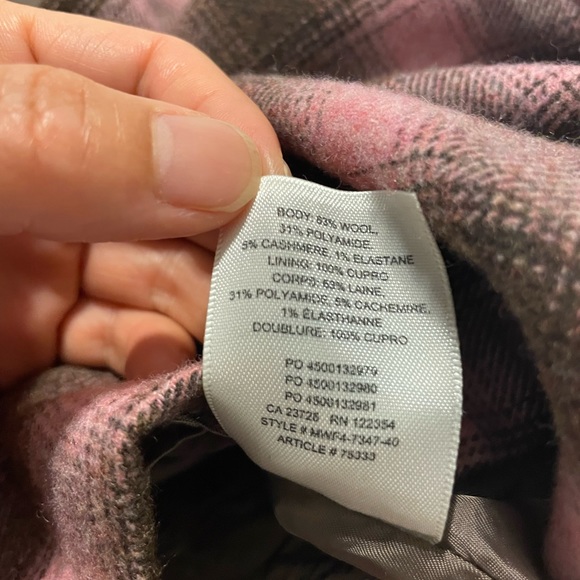 BODY: 63% WOOL,
31% POLYAMIDE,
5% CASHMERE, 1% ELASTANE
LINING: 100% CUPRO
CORPS: 63% LAINE,
31% POLYAMIDE, 5% CACHEMIRE,
1% ÉLASTHANNE
DOUBLURE: 100% CUPRO
PO 4500132979
PO 4500132980
PO 4500132981
CA 23725 RN 122354
STYLE # MWF4-7347-40
ARTICLE # 75333